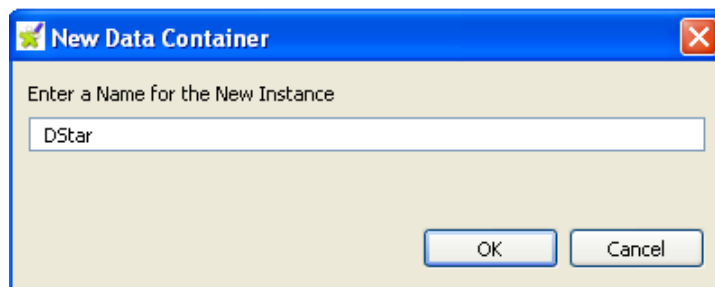 New Data Container
Enter a Name for the New Instance
DStar
OK
Cancel